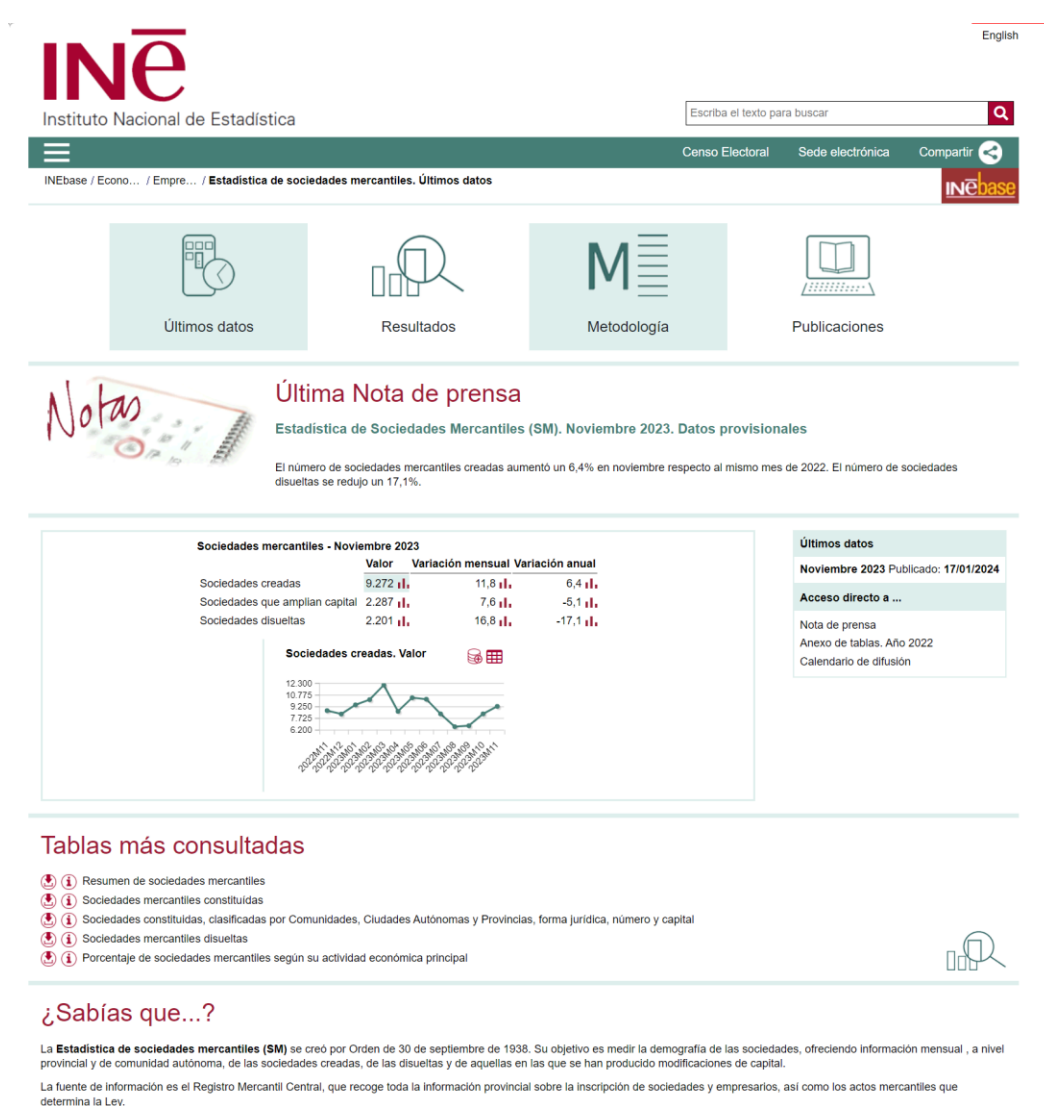 English
INē
Instituto Nacional de Estadística
Escriba el texto para buscar
Censo Electoral Sede electrónica Compartir
INEbase / Econo... / Empre... / Estadística de sociedades mercantiles. Últimos datos
INēbase
M
Últimos datos Resultados Metodología Publicaciones
Notas
Última Nota de prensa
Estadística de Sociedades Mercantiles (SM). Noviembre 2023. Datos provisionales
El número de sociedades mercantiles creadas aumentó un 6,4% en noviembre respecto al mismo mes de 2022. El número de sociedades
disueltas se redujo un 17,1%.
Sociedades mercantiles - Noviembre 2023
Valor Variación mensual Variación anual
Sociedades creadas 9.272 11,8 6,4
Sociedades que amplian capital 2.287 7,6 -5,1
Sociedades disueltas 2.201 16,8 -17,1
Sociedades creadas. Valor
12.300
10.775
9.250
7.725
6.200
2022M11 2022M12 2023M01 2023M02 2023M03 2023M04 2023M05 2023M06 2023M07 2023M08 2023M09 2023M10 2023M11
Últimos datos
Noviembre 2023 Publicado: 17/01/2024
Acceso directo a ...
Nota de prensa
Anexo de tablas. Año 2022
Calendario de difusión
Tablas más consultadas
Resumen de sociedades mercantiles
Sociedades mercantiles constituidas
Sociedades constituidas, clasificadas por Comunidades, Ciudades Autónomas y Provincias, forma jurídica, número y capital
Sociedades mercantiles disueltas
Porcentaje de sociedades mercantiles según su actividad económica principal
¿Sabías que...?
La Estadística de sociedades mercantiles (SM) se creó por Orden de 30 de septiembre de 1938. Su objetivo es medir la demografía de las sociedades, ofreciendo información mensual , a nivel
provincial y de comunidad autónoma, de las sociedades creadas, de las disueltas y de aquellas en las que se han producido modificaciones de capital.
La fuente de información es el Registro Mercantil Central, que recoge toda la información provincial sobre la inscripción de sociedades y empresarios, así como los actos mercantiles que
determina la Ley.